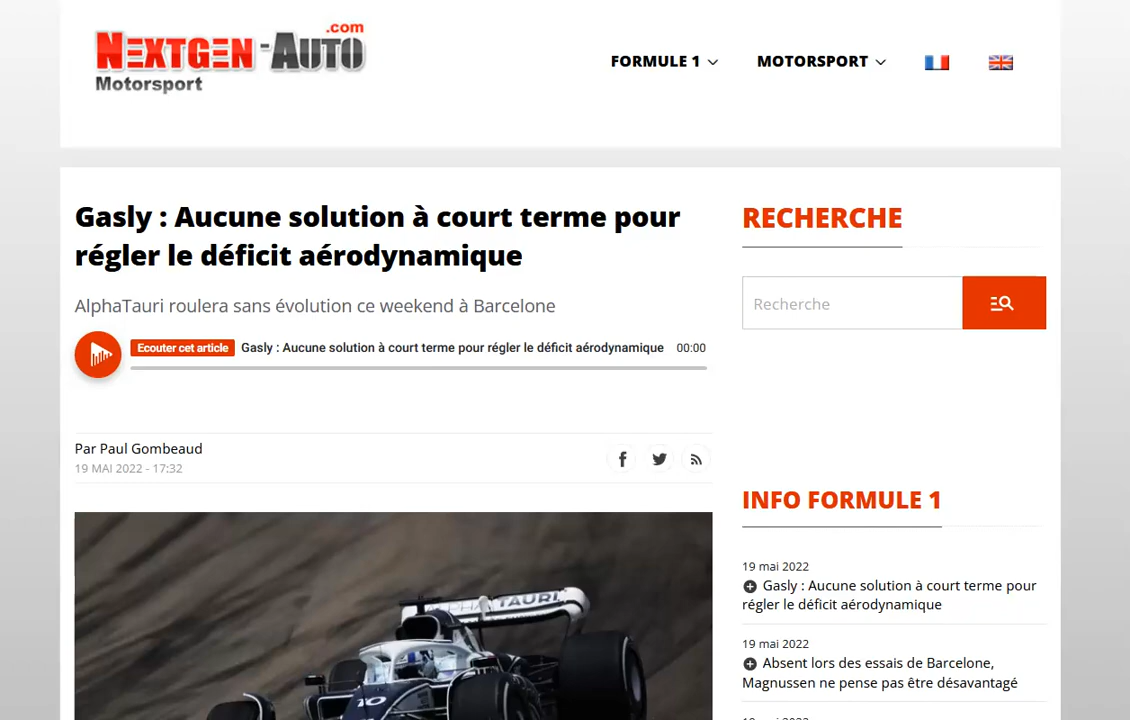 NEXTGEN-AUTO.com
Motorsport
FORMULE 1
MOTORSPORT
Gasly : Aucune solution à court terme pour
régler le déficit aérodynamique
AlphaTauri roulera sans évolution ce weekend à Barcelone
Ecouter cet article Gasly : Aucune solution à court terme pour régler le déficit aérodynamique 00:00
Par Paul Gombeaud
19 MAI 2022 - 17:32
ALPHA TAURI
10
RECHERCHE
Recherche
INFO FORMULE 1
19 mai 2022
Gasly : Aucune solution à court terme pour
régler le déficit aérodynamique
19 mai 2022
Absent lors des essais de Barcelone,
Magnussen ne pense pas être désavantagé